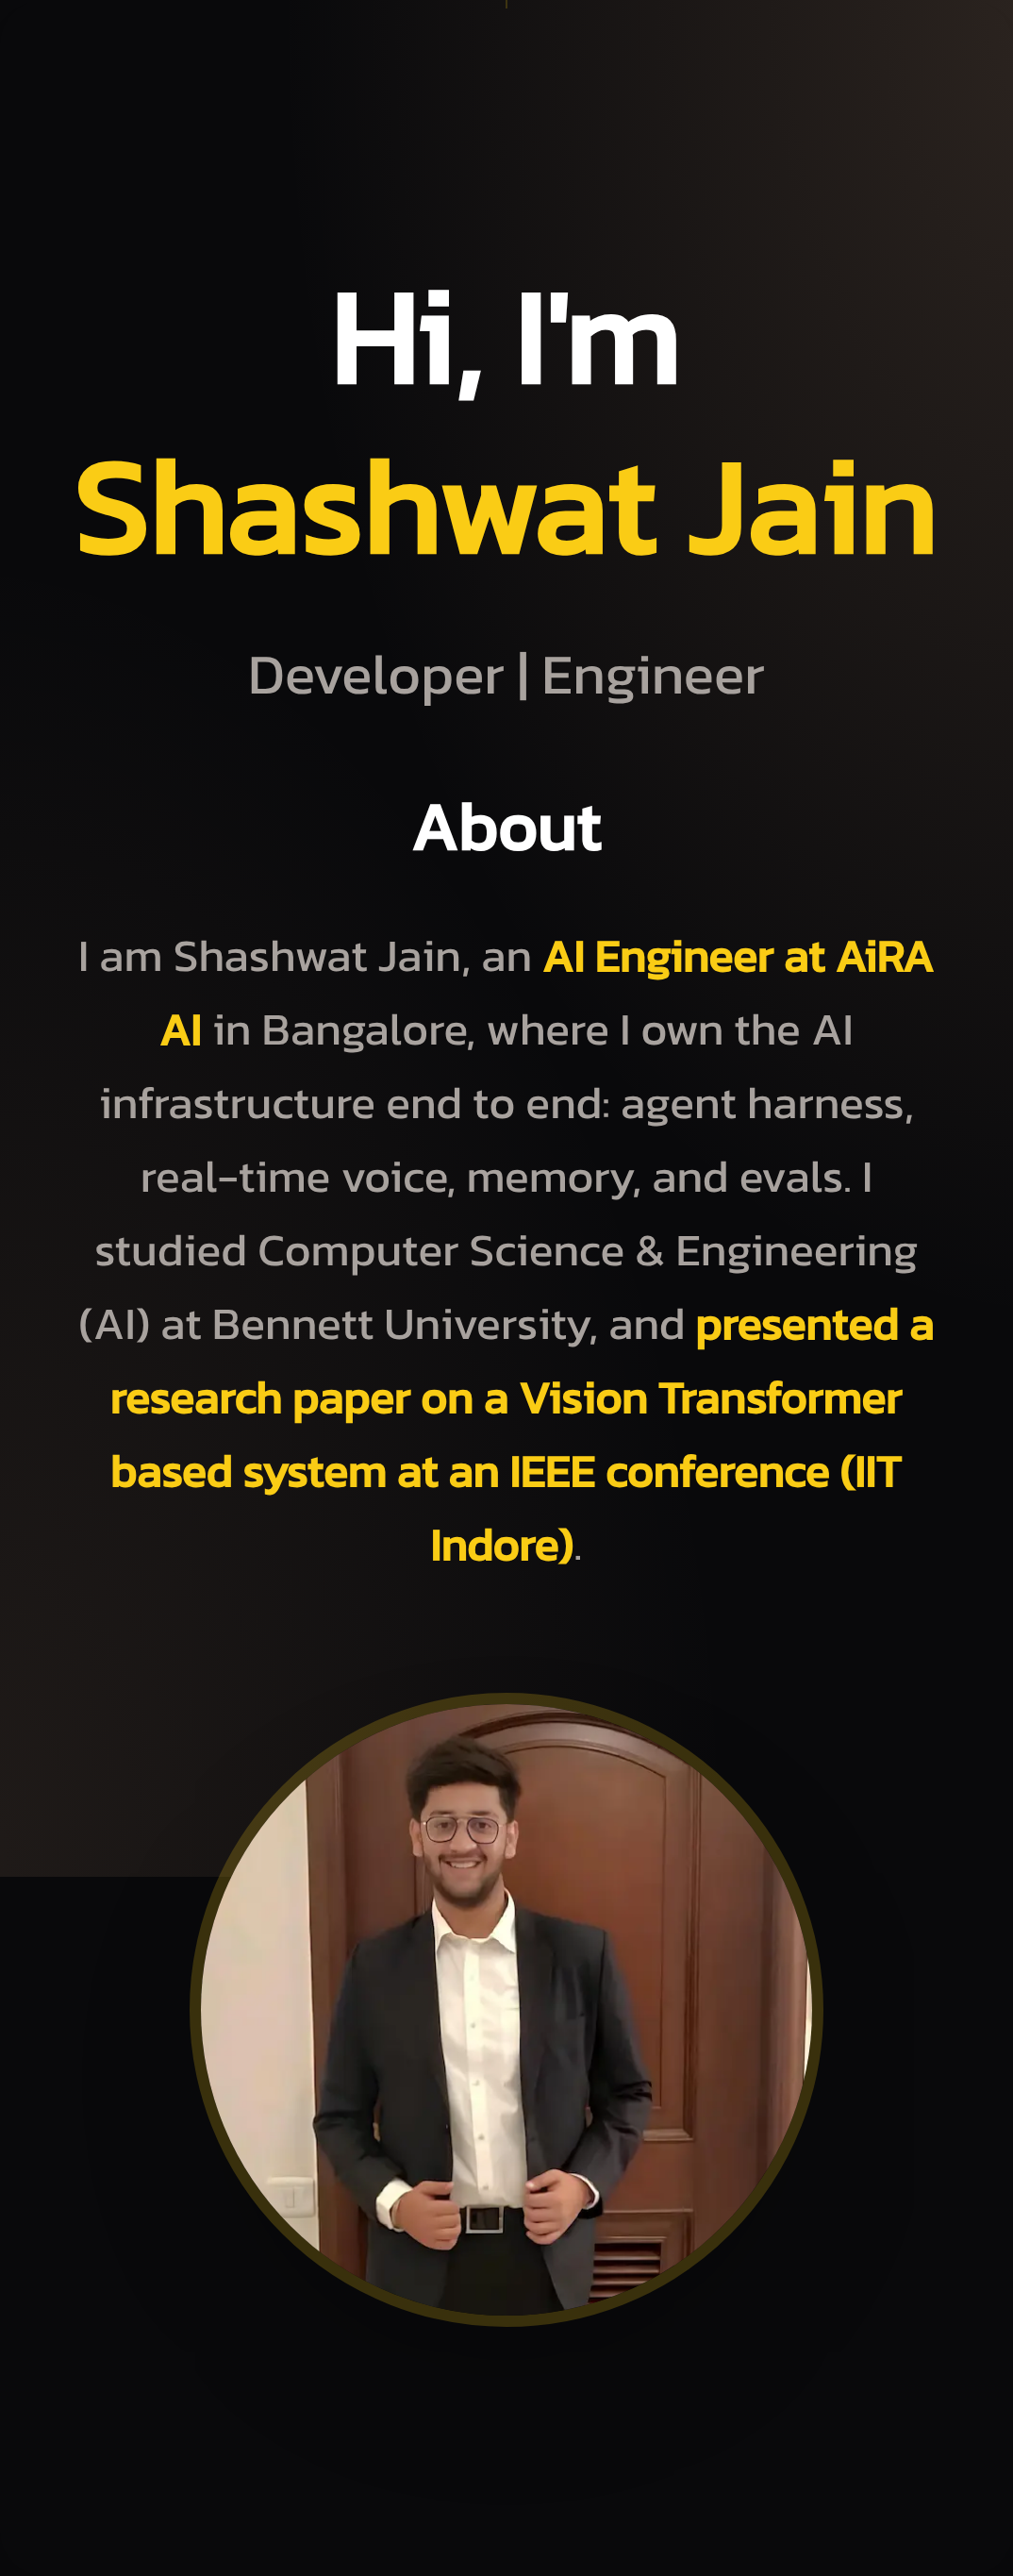 Hi, I'm
Shashwat Jain
Developer | Engineer
About
I am Shashwat Jain, an AI Engineer at AiRA
AI in Bangalore, where I own the AI
infrastructure end to end: agent harness,
real-time voice, memory, and evals. I
studied Computer Science & Engineering
(AI) at Bennett University, and presented a
research paper on a Vision Transformer
based system at an IEEE conference (IIT
Indore).